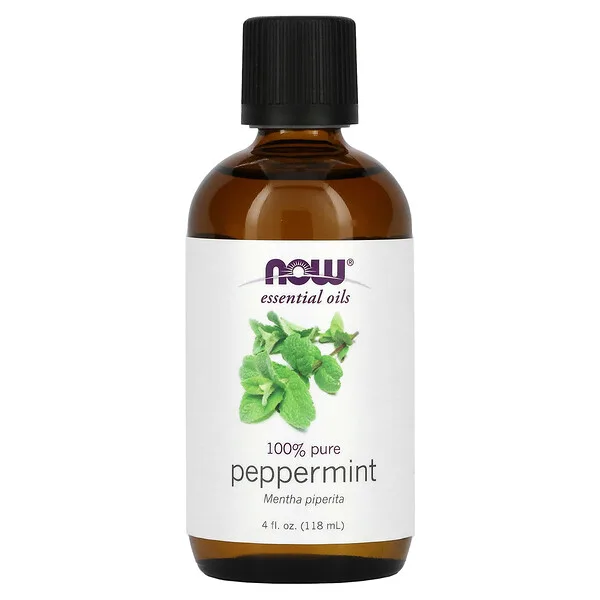 NOW®
essential oils
100% pure
peppermint
Mentha piperita
4 fl. oz. (118 mL)